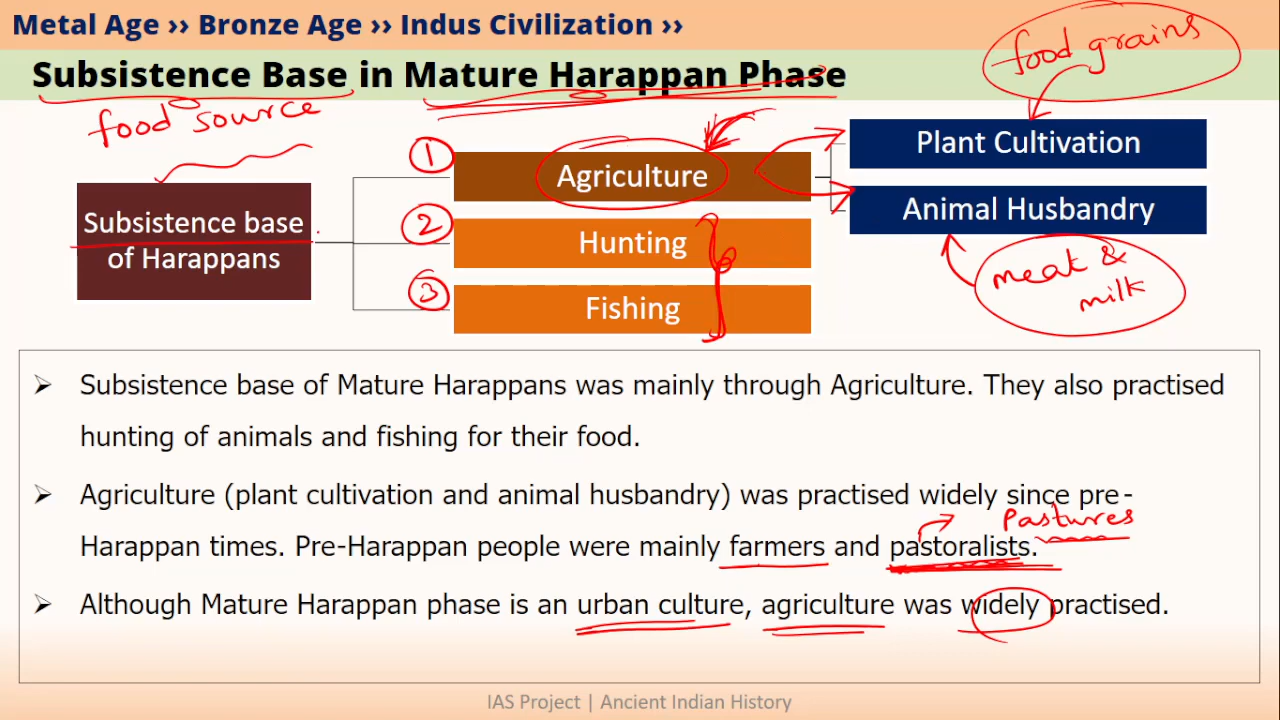 Metal Age ›› Bronze Age ›› Indus Civilization ››
Subsistence Base in Mature Harappan Phase
food grains
food source
Subsistence base
of Harappans
1
Agriculture
2
Hunting
3
Fishing
Plant Cultivation
Animal Husbandry
meat &
milk
➢ Subsistence base of Mature Harappans was mainly through Agriculture. They also practised
hunting of animals and fishing for their food.
➢ Agriculture (plant cultivation and animal husbandry) was practised widely since pre-
Pastures
Harappan times. Pre-Harappan people were mainly farmers and pastoralists.
➢ Although Mature Harappan phase is an urban culture, agriculture was widely practised.
IAS Project | Ancient Indian History